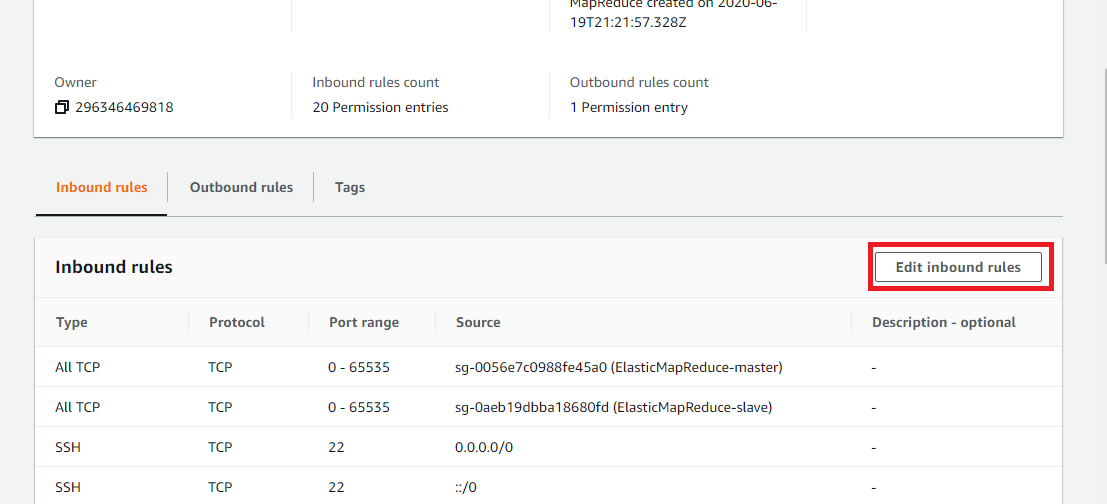 MapReduce created on 2020-06-
19T21:21:57.328Z
Owner Inbound rules count Outbound rules count
296346469818 20 Permission entries 1 Permission entry
Inbound rules Outbound rules Tags
Inbound rules Edit inbound rules
Type Protocol Port range Source Description - optional
All TCP TCP 0 - 65535 sg-0056e7c0988fe45a0 (ElasticMapReduce-master) -
All TCP TCP 0 - 65535 sg-0aeb19dbba18680fd (ElasticMapReduce-slave) -
SSH TCP 22 0.0.0.0/0 -
SSH TCP 22 ::/0 -